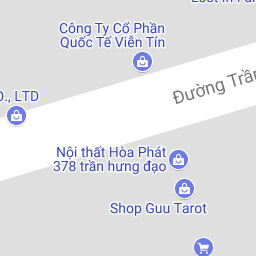 Công Ty Cổ Phần
Quốc Tế Viễn Tín
., LTD
Đường Trần
Nội thất Hòa Phát
378 trần hưng đạo
Shop Guu Tarot